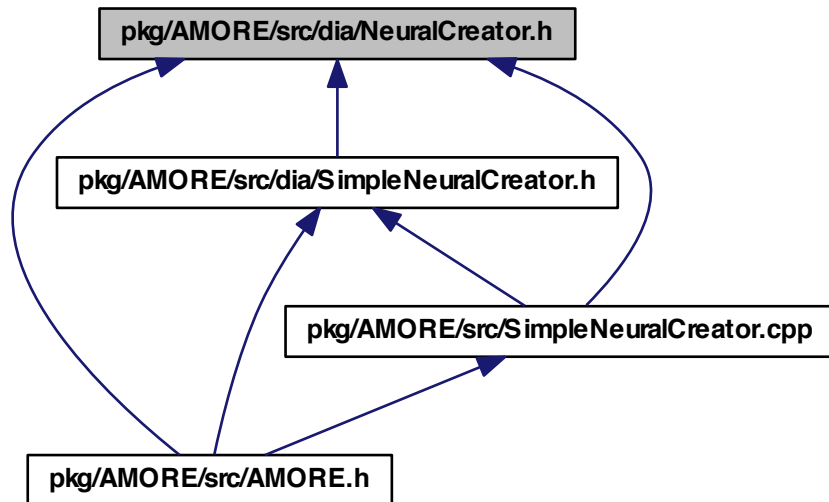 pkg/AMORE/src/dia/NeuralCreator.h
pkg/AMORE/src/dia/SimpleNeuralCreator.h
pkg/AMORE/src/SimpleNeuralCreator.cpp
pkg/AMORE/src/AMORE.h